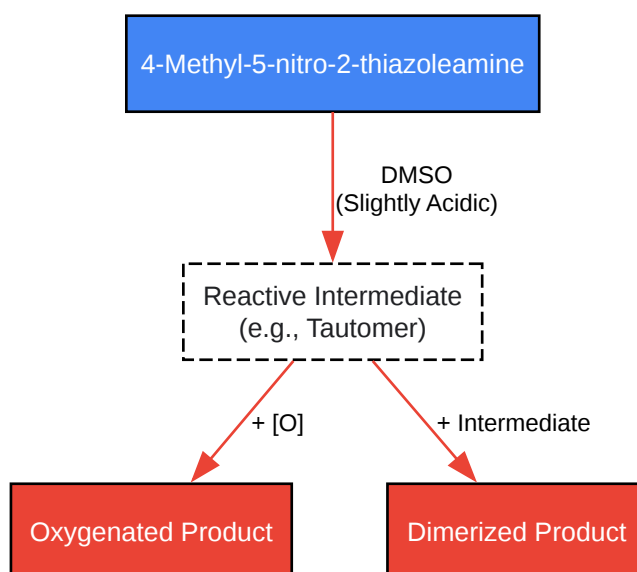 4-Methyl-5-nitro-2-thiazoleamine
DMSO
(Slightly Acidic)
Reactive Intermediate
(e.g., Tautomer)
+ [O]
+ Intermediate
Oxygenated Product
Dimerized Product